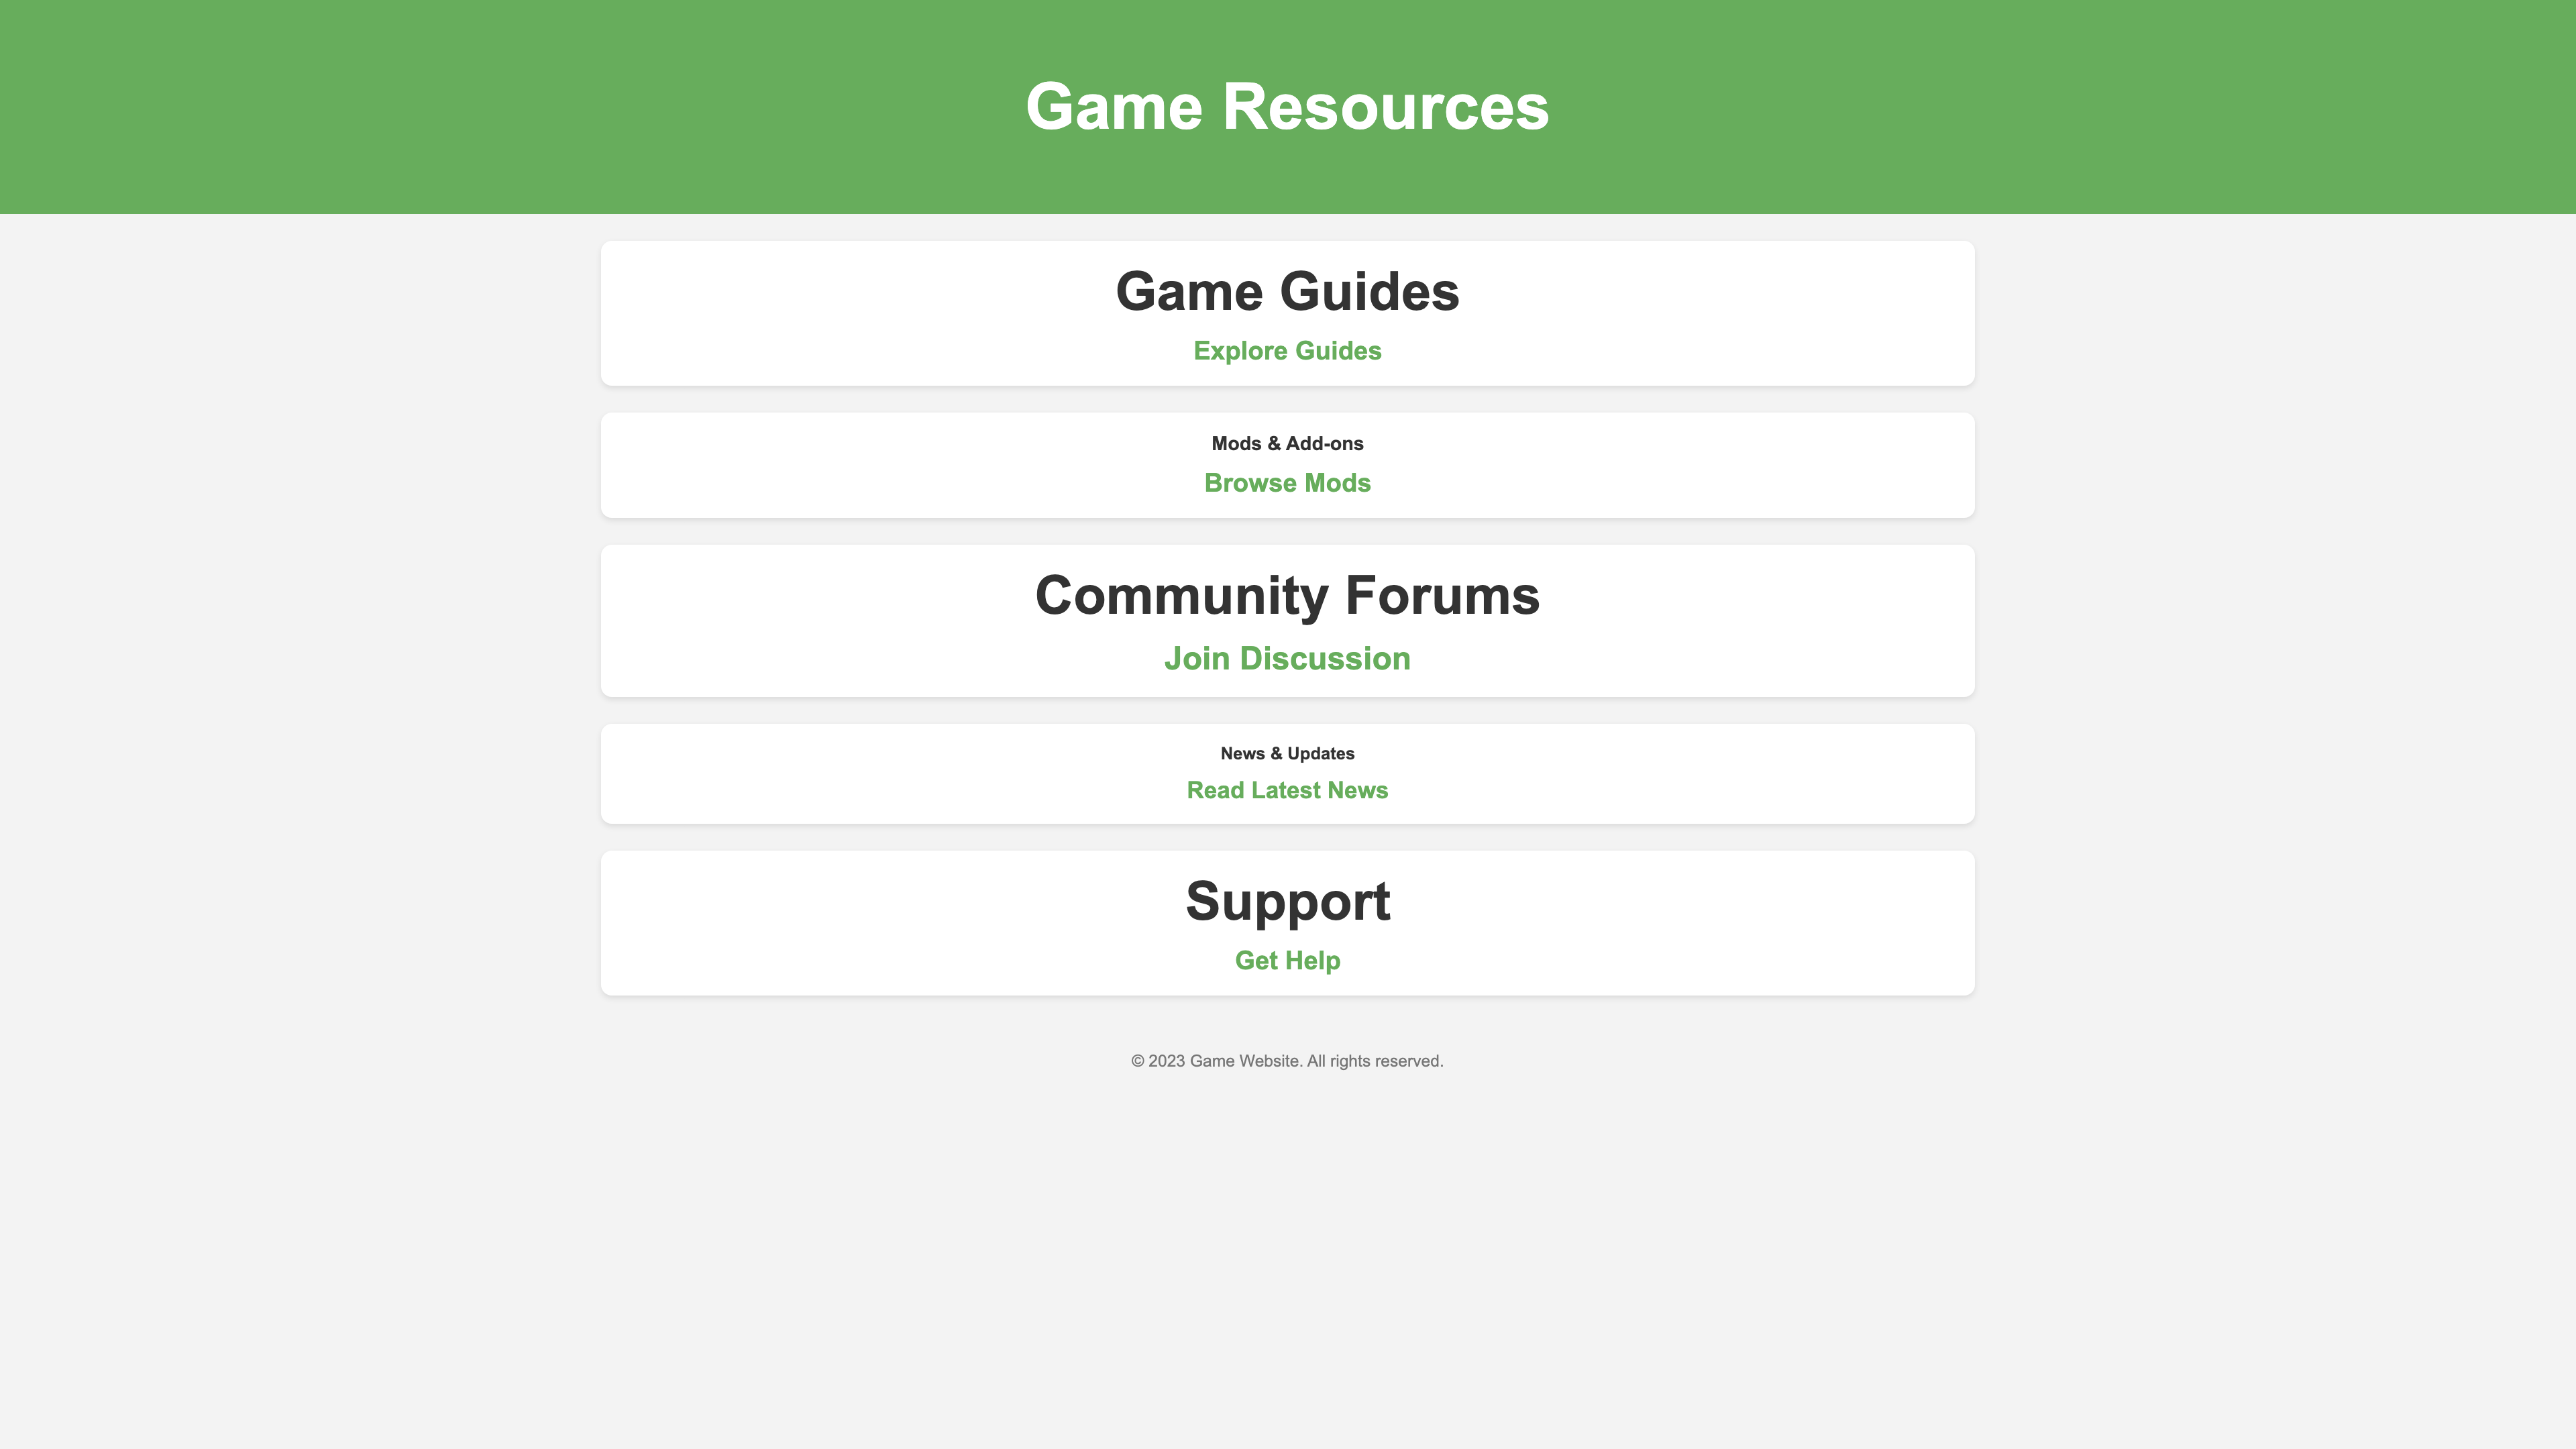 Game Resources
Game Guides
Explore Guides
Mods & Add-ons
Browse Mods
Community Forums
Join Discussion
News & Updates
Read Latest News
Support
Get Help
© 2023 Game Website. All rights reserved.